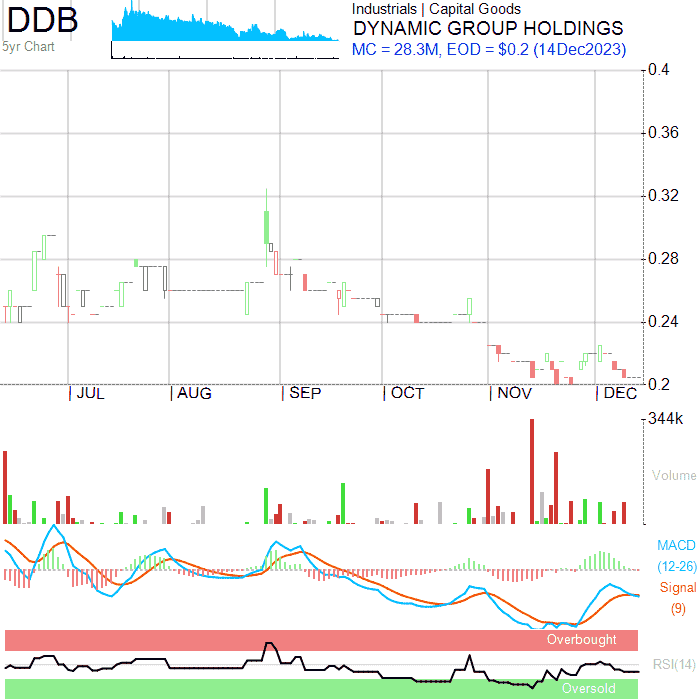 DDB
5yr Chart
Industrials | Capital Goods
DYNAMIC GROUP HOLDINGS
MC = 28.3M, EOD = $0.2 (14Dec2023)
0.4
0.36
0.32
0.28
0.24
0.2
JUL AUG SEP OCT NOV DEC
344k
Volume
MACD
(12-26)
Signal
(9)
Overbought
RSI(14)
Oversold